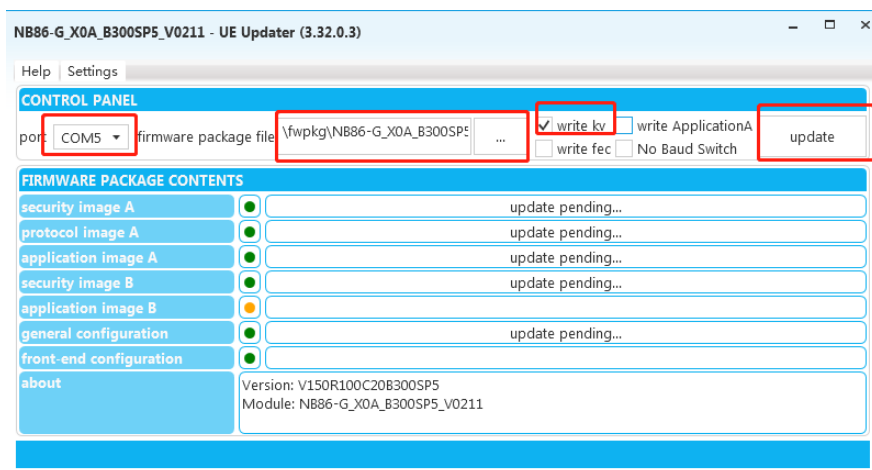 NB86-G_X0A_B300SP5_V0211 - UE Updater (3.32.0.3)
Help Settings
CONTROL PANEL
port COM5 firmware package file \fwpkg\NB86-G_X0A_B300SP5 ... write kv write ApplicationA update
write fec No Baud Switch
FIRMWARE PACKAGE CONTENTS
security image A update pending...
protocol image A update pending...
application image A update pending...
security image B update pending...
application image B
general configuration update pending...
front-end configuration
about Version: V150R100C20B300SP5
Module: NB86-G_X0A_B300SP5_V0211